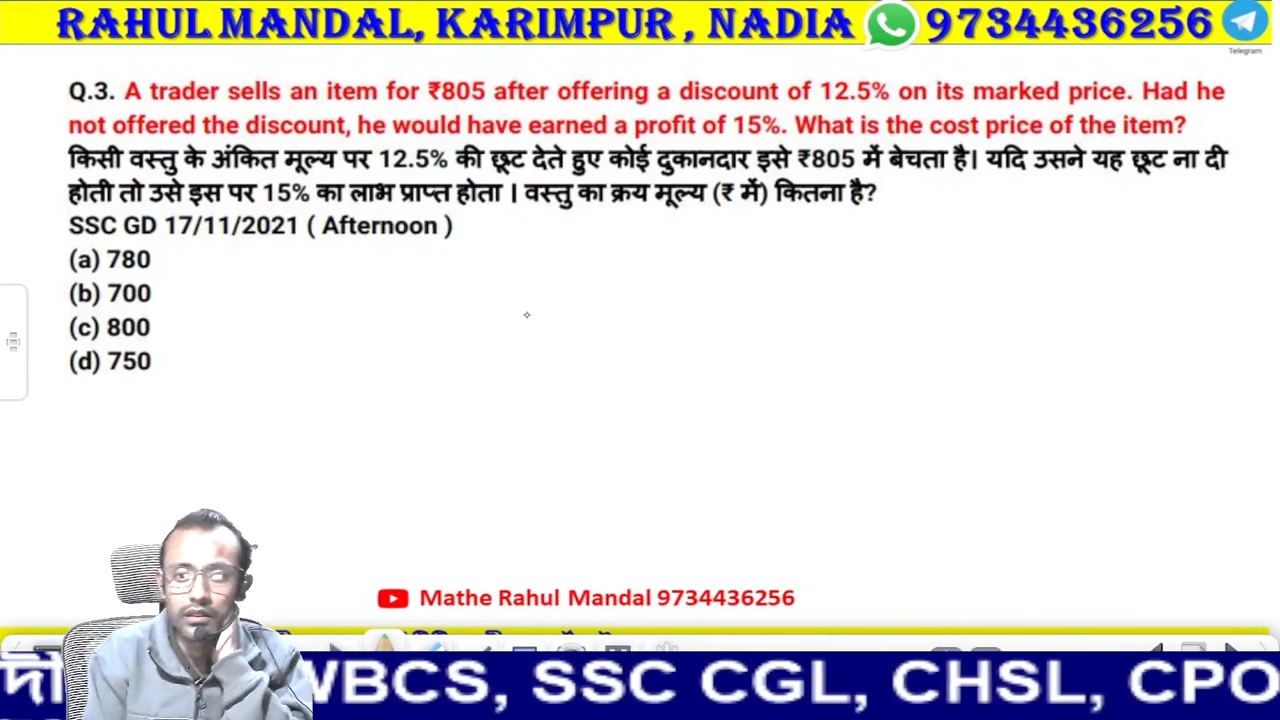 RAHUL MANDAL, KARIMPUR , NADIA 9734436256
Telegram
Q.3. A trader sells an item for ₹805 after offering a discount of 12.5% on its marked price. Had he
not offered the discount, he would have earned a profit of 15%. What is the cost price of the item?
किसी वस्तु के अंकित मूल्य पर 12.5% की छूट देते हुए कोई दुकानदार इसे ₹805 में बेचता है। यदि उसने यह छूट ना दी
होती तो उसे इस पर 15% का लाभ प्राप्त होता । वस्तु का क्रय मूल्य (₹ में) कितना है?
SSC GD 17/11/2021 ( Afternoon )
(a) 780
(b) 700
(c) 800
(d) 750
Mathe Rahul Mandal 9734436256
WBCS, SSC CGL, CHSL, CPO